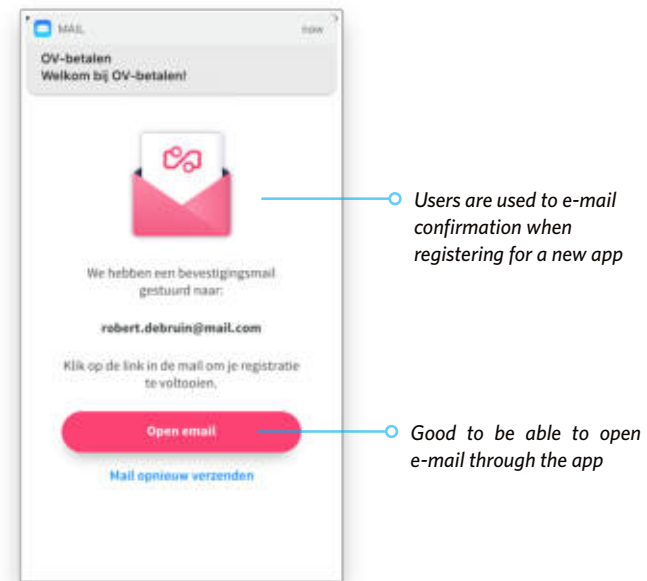 MAIL
now
OV-betalen
Welkom bij OV-betalen!
We hebben een bevestigingsmail
gestuurd naar:
robert.debruin@mail.com
Klik op de link in de mail om je registratie
te voltooien.
Open email
Mail opnieuw verzenden
Users are used to e-mail
confirmation when
registering for a new app
Good to be able to open
e-mail through the app